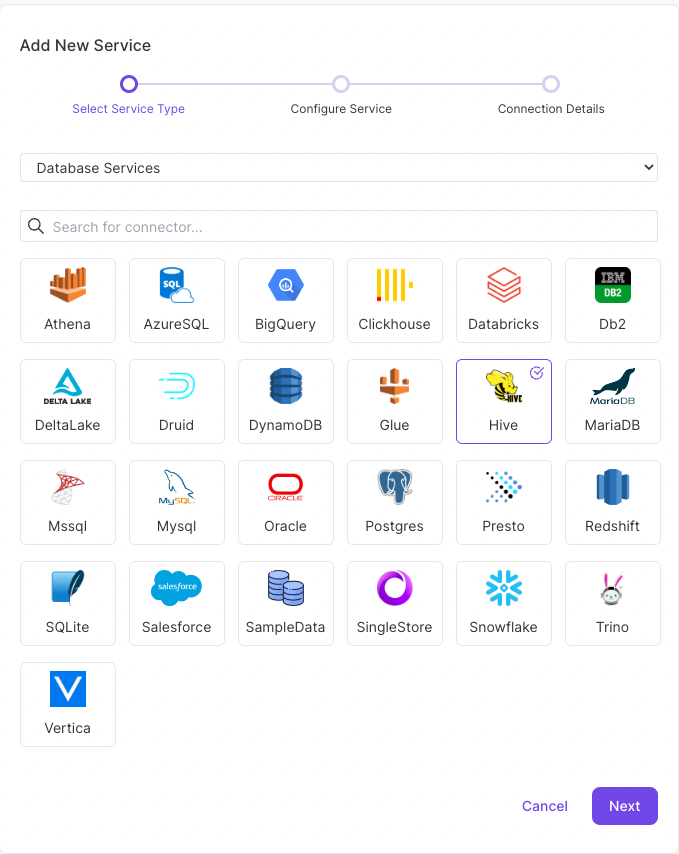 Add New Service
Select Service Type Configure Service Connection Details
Database Services
Search for connector...
SQL IBM DB2
Athena AzureSQL BigQuery Clickhouse Databricks Db2
DELTA LAKE HIVE MariaDB
DeltaLake Druid DynamoDB Glue Hive MariaDB
MySQL ORACLE
Mssql Mysql Oracle Postgres Presto Redshift
salesforce
SQLite Salesforce SampleData SingleStore Snowflake Trino
Vertica
Cancel Next